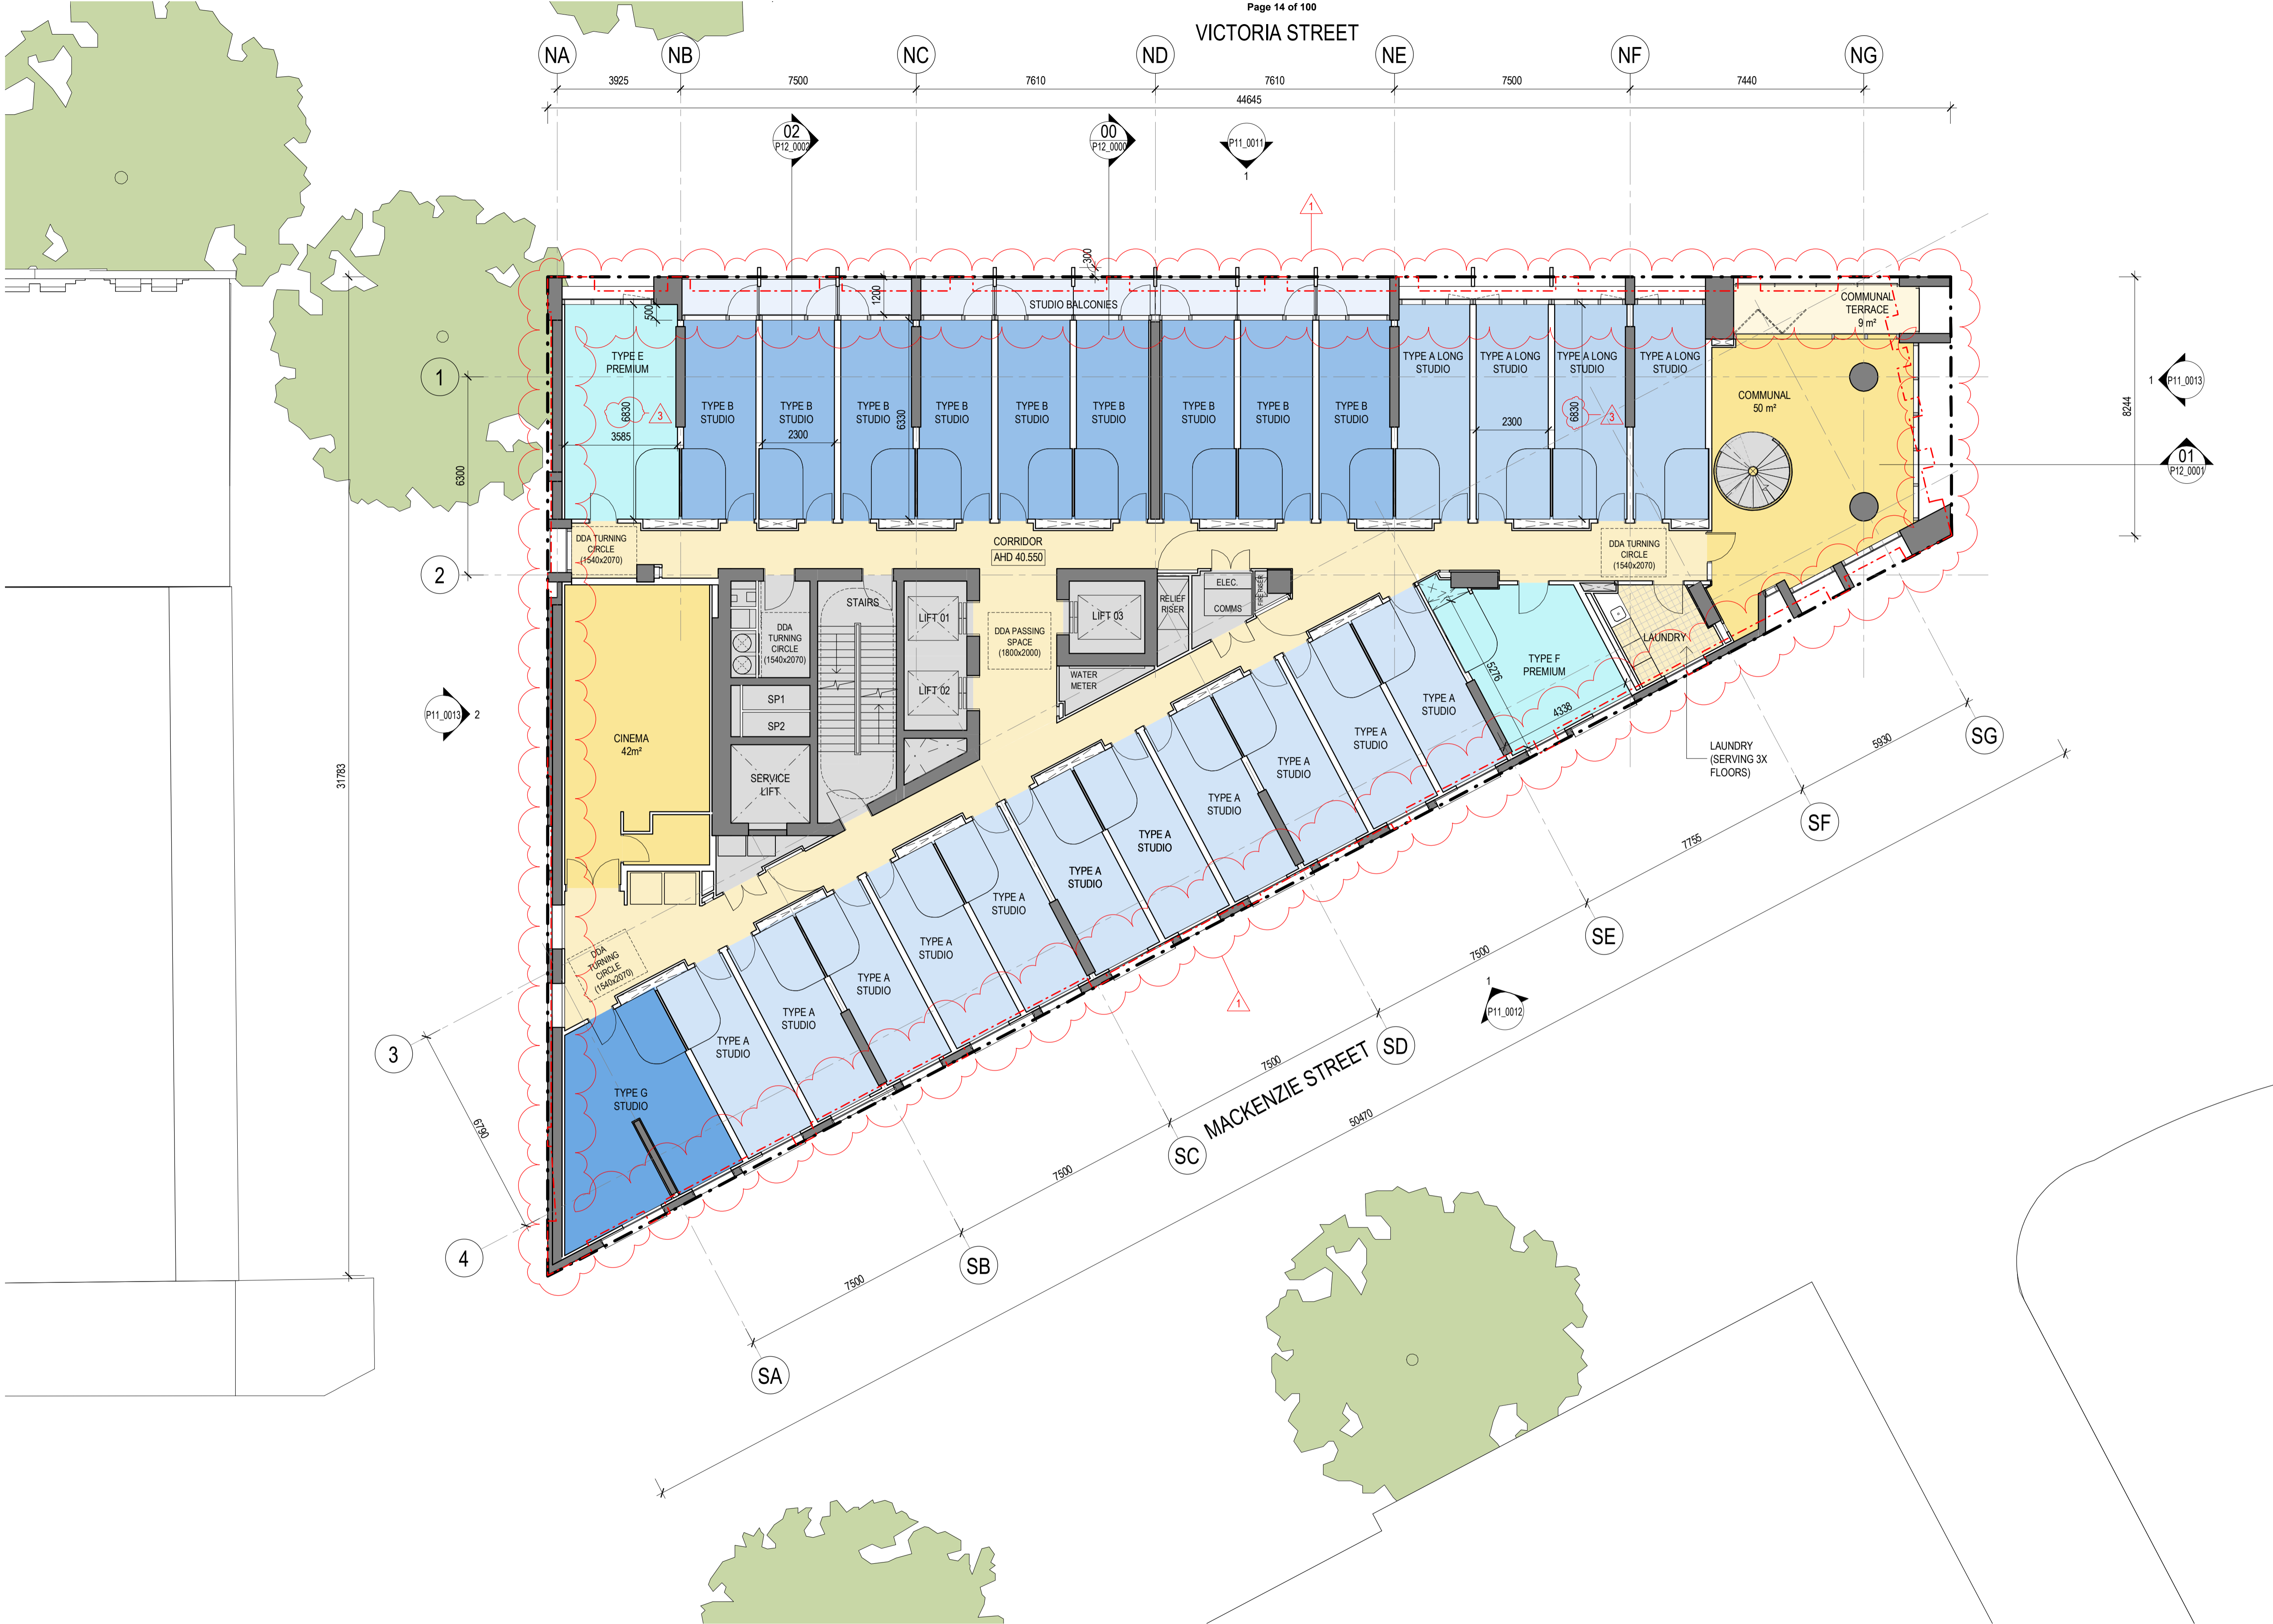 Page 14 of 100
VICTORIA STREET
NA
NB
NC
ND
NE
NF
NG
3925
7500
7610
7610
7500
7440
44645
02
P12_0002
00
P12_0000
P11_0011
1
1
300
1200
500
STUDIO BALCONIES
COMMUNAL
TERRACE
9 m²
TYPE E
PREMIUM
6830
3
3585
TYPE B
STUDIO
TYPE B
STUDIO
2300
TYPE B
STUDIO
6330
TYPE B
STUDIO
TYPE B
STUDIO
TYPE B
STUDIO
TYPE B
STUDIO
TYPE B
STUDIO
TYPE B
STUDIO
TYPE A LONG
STUDIO
TYPE A LONG
STUDIO
2300
TYPE A LONG
STUDIO
6830
3
TYPE A LONG
STUDIO
COMMUNAL
50 m²
1
P11_0013
8244
01
P12_0001
1
6300
2
DDA TURNING
CIRCLE
(1540x2070)
CORRIDOR
AHD 40.550
DDA TURNING
CIRCLE
(1540x2070)
STAIRS
DDA
TURNING
CIRCLE
(1540x2070)
LIFT 01
LIFT 02
DDA PASSING
SPACE
(1800x2000)
LIFT 03
RELIEF
RISER
ELEC.
COMMS
WATER
METER
SP1
SP2
SERVICE
LIFT
CINEMA
42m²
P11_0013
2
31783
LAUNDRY
TYPE F
PREMIUM
5276
4338
LAUNDRY
(SERVING 3X
FLOORS)
TYPE A
STUDIO
TYPE A
STUDIO
TYPE A
STUDIO
TYPE A
STUDIO
TYPE A
STUDIO
TYPE A
STUDIO
TYPE A
STUDIO
TYPE A
STUDIO
TYPE A
STUDIO
TYPE A
STUDIO
TYPE A
STUDIO
TYPE G
STUDIO
DDA
TURNING
CIRCLE
(1540x2070)
3
6790
4
1
1
P11_0012
MACKENZIE STREET
5930
7755
7500
7500
7500
7500
50470
SG
SF
SE
SD
SC
SB
SA